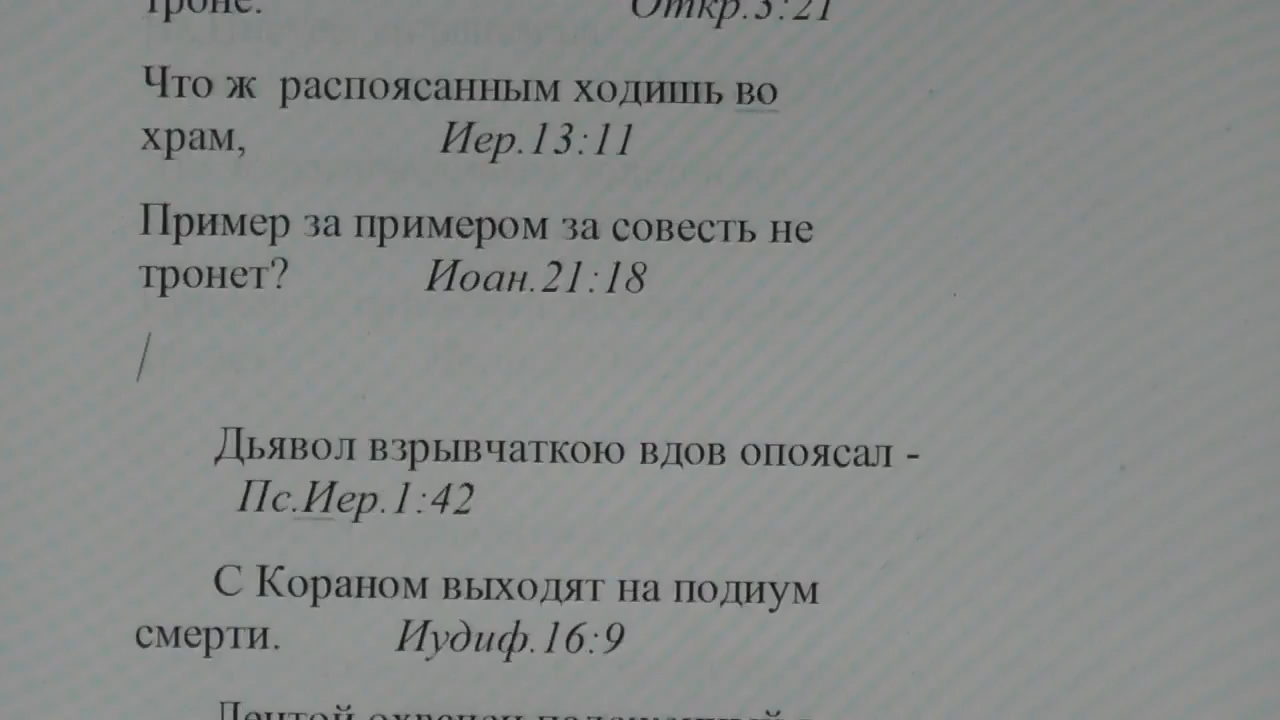 троне. Откр.3:21
Что ж распоясанным ходишь во
храм, Иер.13:11
Пример за примером за совесть не
тронет? Иоан.21:18
/
Дьявол взрывчаткою вдов опоясал -
Пс.Иер.1:42
С Кораном выходят на подиум
смерти. Иудиф.16:9